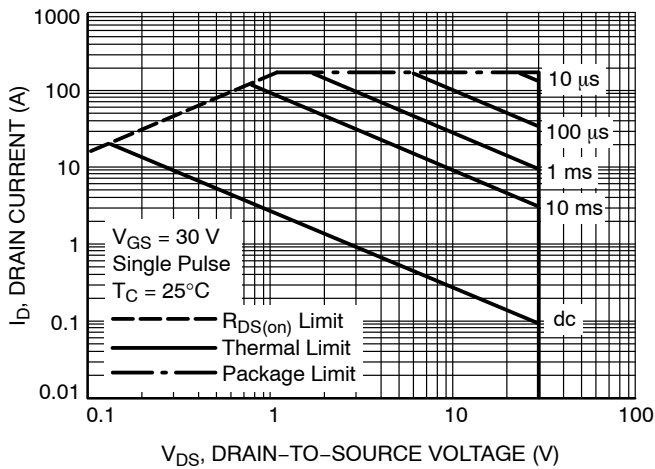 1000
100
10
1
0.1
0.01
I_D, DRAIN CURRENT (A)
10 μs
100 μs
1 ms
10 ms
dc
V_GS = 30 V
Single Pulse
T_C = 25°C
R_DS(on) Limit
Thermal Limit
Package Limit
0.1
1
10
100
V_DS, DRAIN−TO−SOURCE VOLTAGE (V)